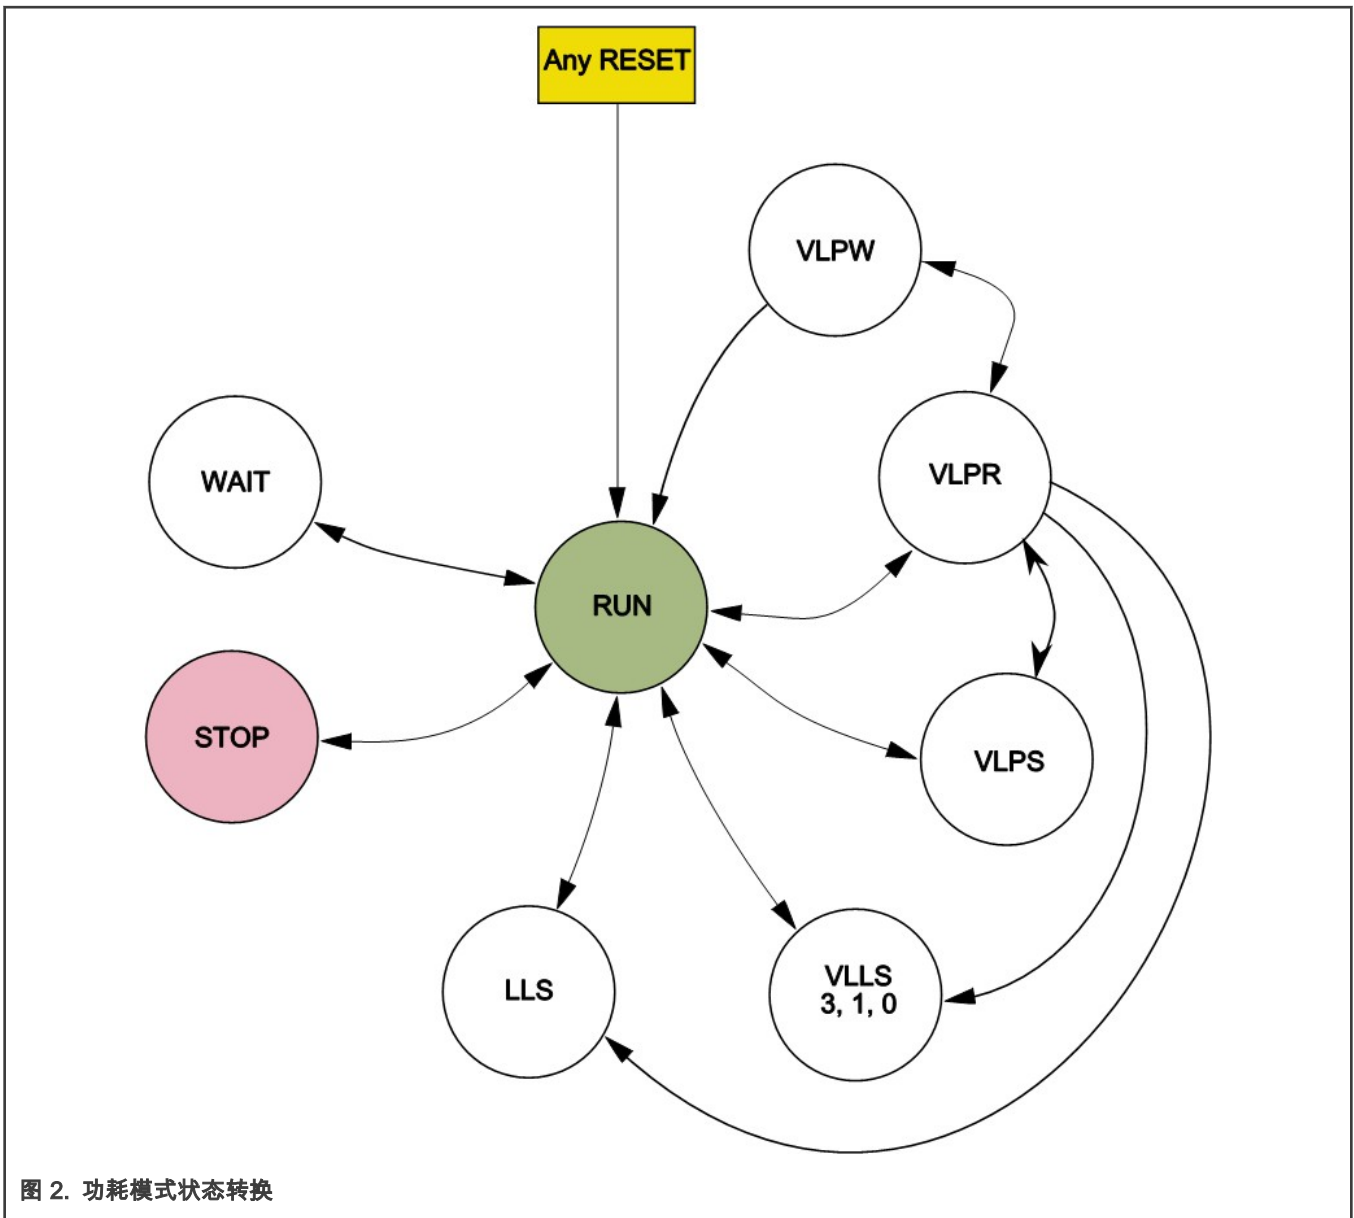 Any RESET
VLPW
VLPR
WAIT
RUN
STOP
VLPS
LLS
VLLS
3, 1, 0
图 2. 功耗模式状态转换